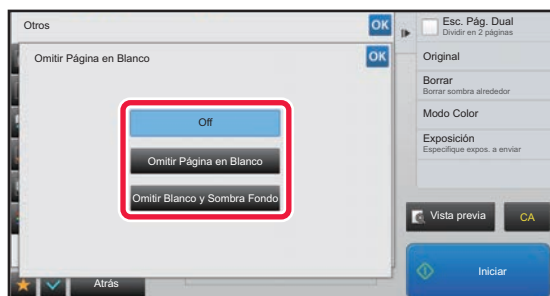 Otros
OK
Omitir Página en Blanco
OK
Off
Omitir Página en Blanco
Omitir Blanco y Sombra Fondo
Atrás
Esc. Pág. Dual
Dividir en 2 páginas
Original
Borrar
Borrar sombra alrededor
Modo Color
Exposición
Especifique expos. a enviar
Vista previa
CA
Iniciar